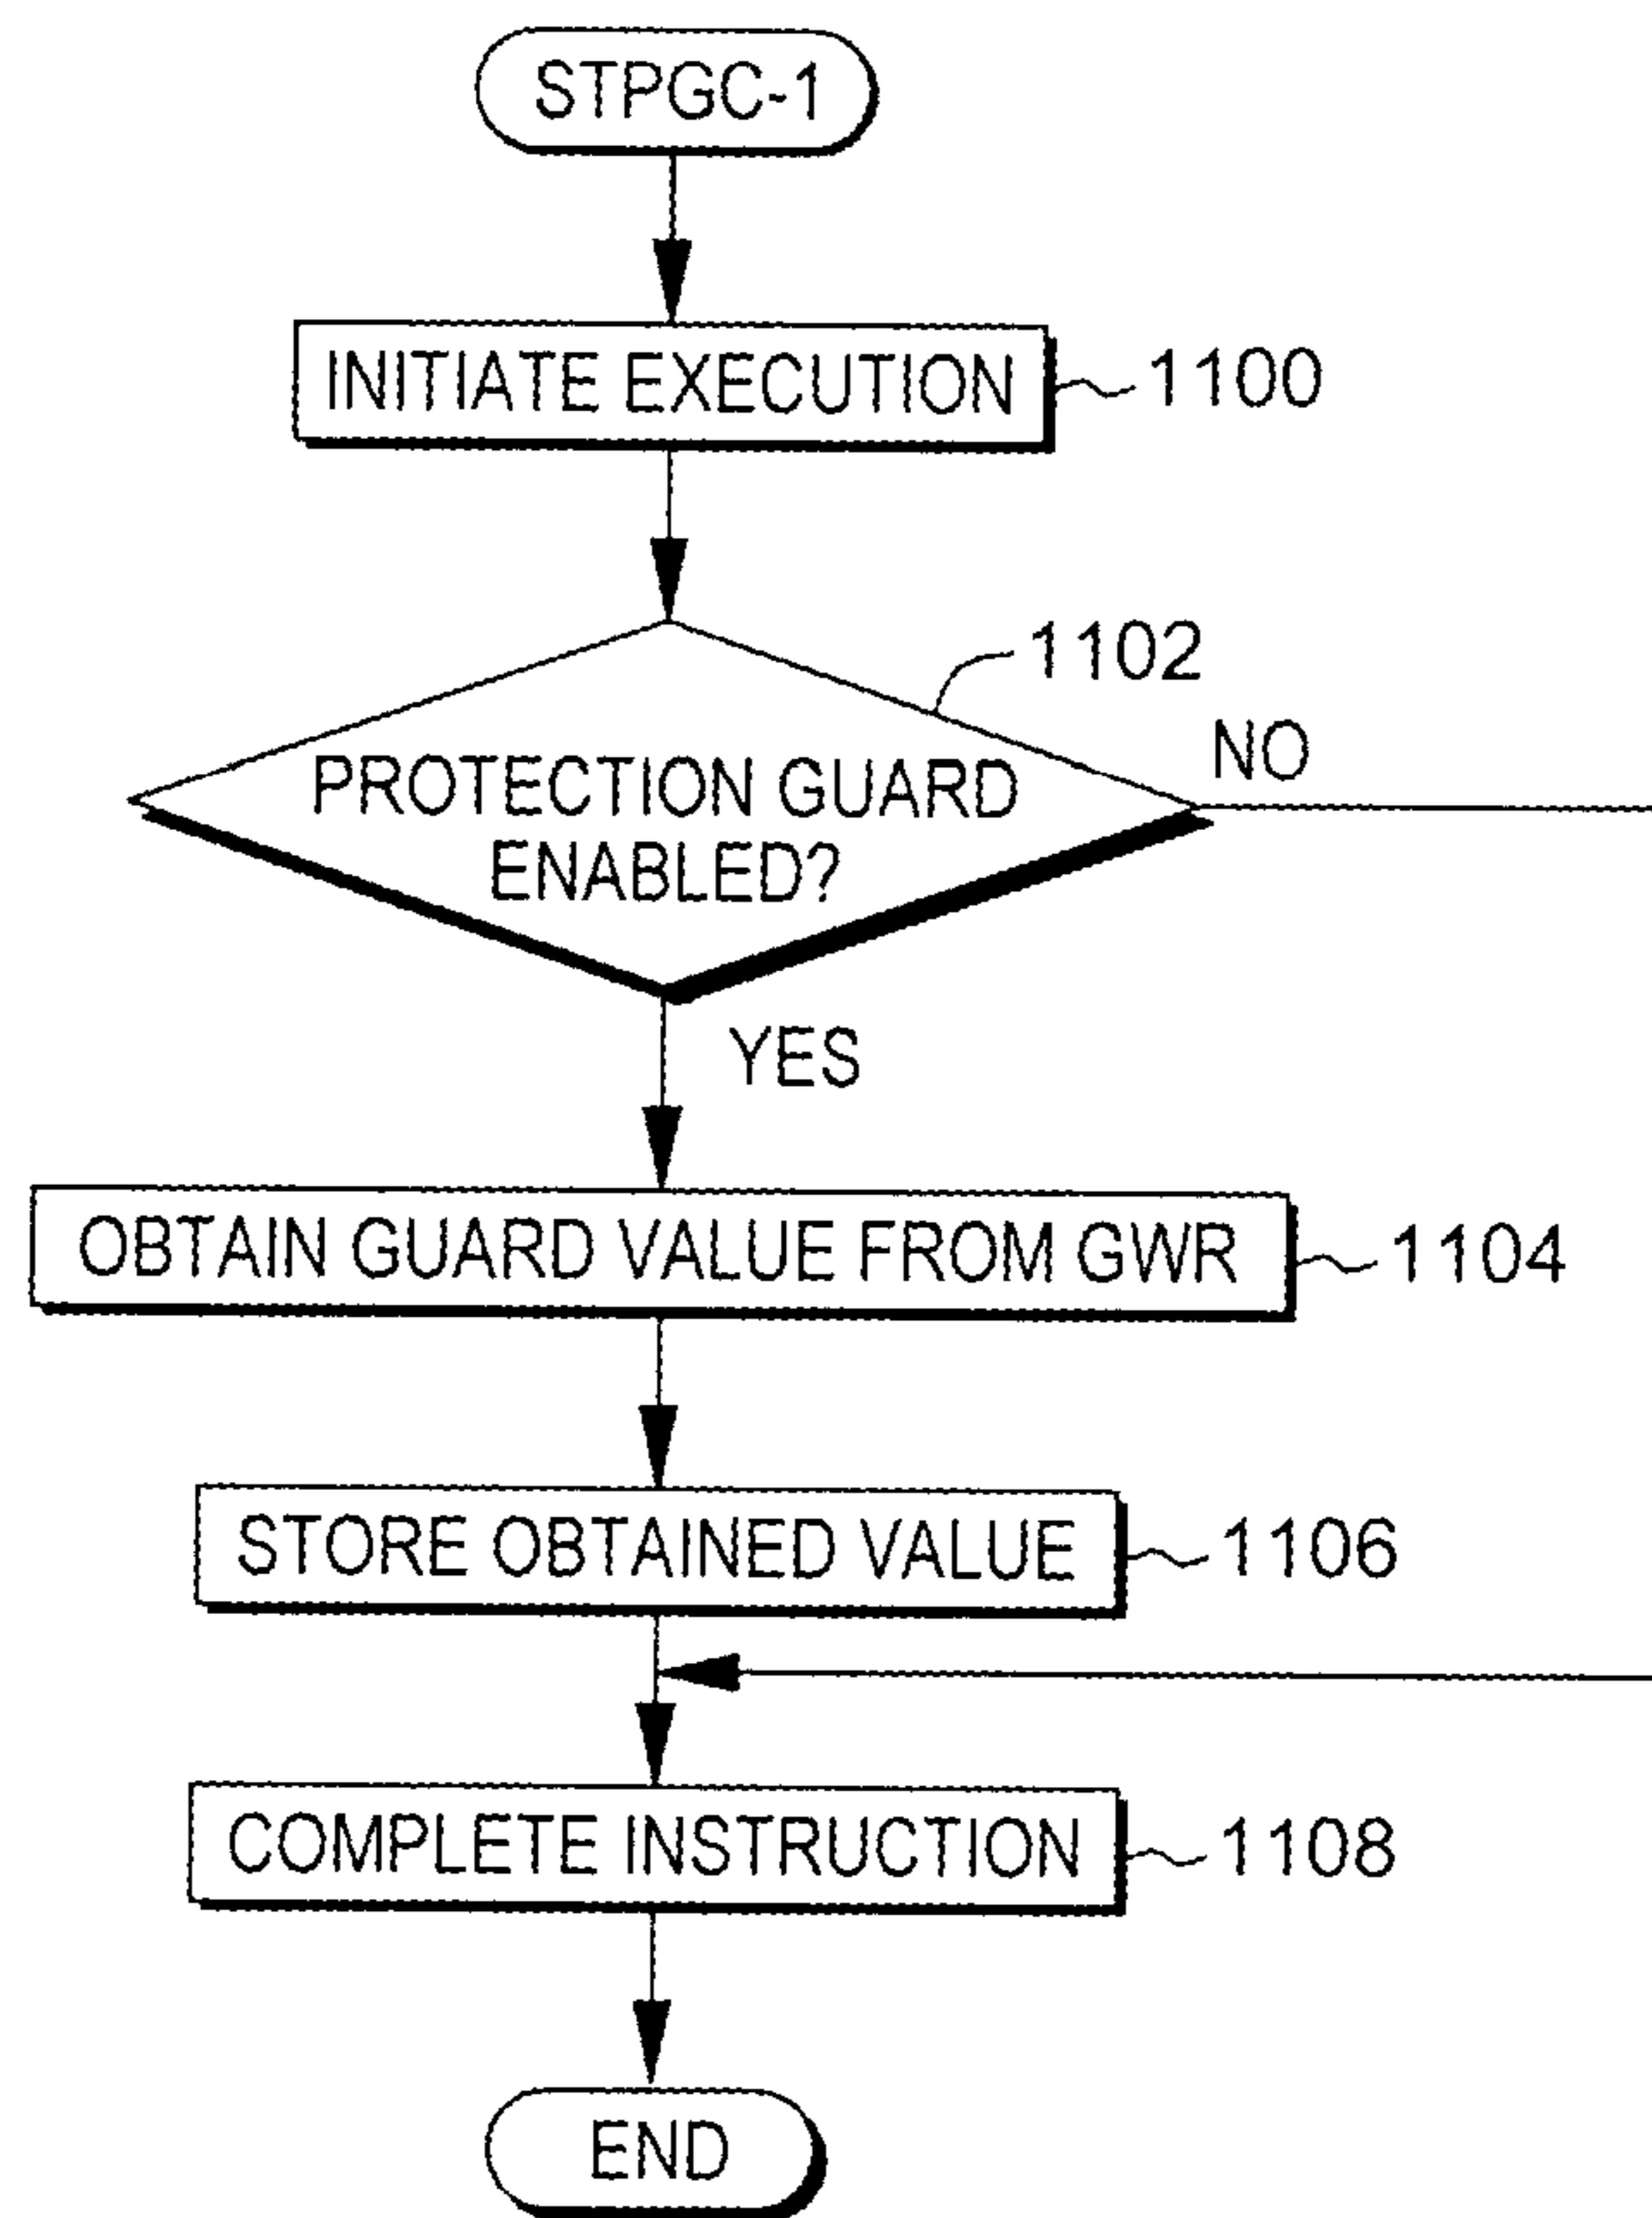 STPGC-1
INITIATE EXECUTION
1100
1102
NO
PROTECTION GUARD
ENABLED?
YES
OBTAIN GUARD VALUE FROM GWR
1104
STORE OBTAINED VALUE
1106
COMPLETE INSTRUCTION
1108
END